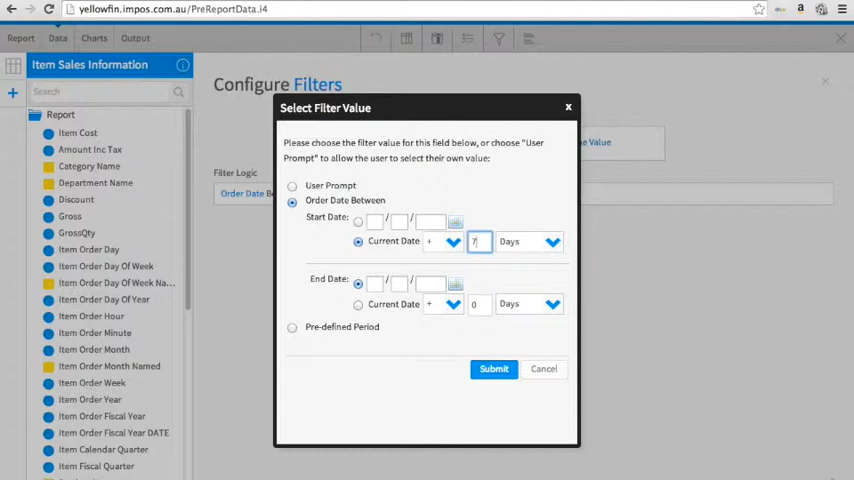 yellowfin.impos.com.au/PreReportData.i4
Report Data Charts Output
Item Sales Information
Configure Filters
Search
Select Filter Value
x
Report
Item Cost
Amount Inc Tax
Category Name
Department Name
Discount
Gross
GrossQty
Item Order Day
Item Order Day Of Week
Item Order Day Of Week Na...
Item Order Day Of Year
Item Order Hour
Item Order Minute
Item Order Month
Item Order Month Named
Item Order Week
Item Order Year
Item Order Fiscal Year
Item Order Fiscal Year DATE
Item Calendar Quarter
Item Fiscal Quarter
Please choose the filter value for this field below, or choose "User
Prompt" to allow the user to select their own value:
Value
Filter Logic
Order Date Be
User Prompt
Order Date Between
Start Date: / /
Current Date + 7 Days
End Date: / /
Current Date + 0 Days
Pre-defined Period
Submit Cancel